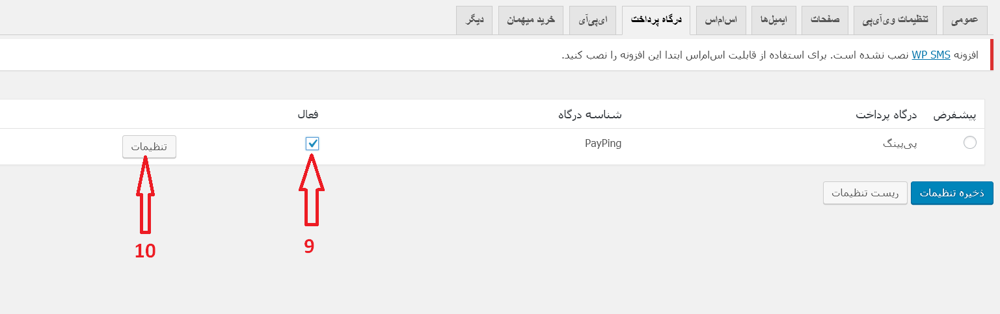 عمومی
تنظیمات وی‌آی‌پی
صفحات
ایمیل‌ها
اس‌ام‌اس
درگاه پرداخت
ای‌پی‌آی
خرید میهمان
دیگر
افزونه WP SMS نصب نشده است. برای استفاده از قابلیت اس‌ام‌اس ابتدا این افزونه را نصب کنید.
پیشفرض درگاه پرداخت شناسه درگاه فعال
پی‌پینگ PayPing تنظیمات
ذخیره تنظیمات ریست تنظیمات
9
10